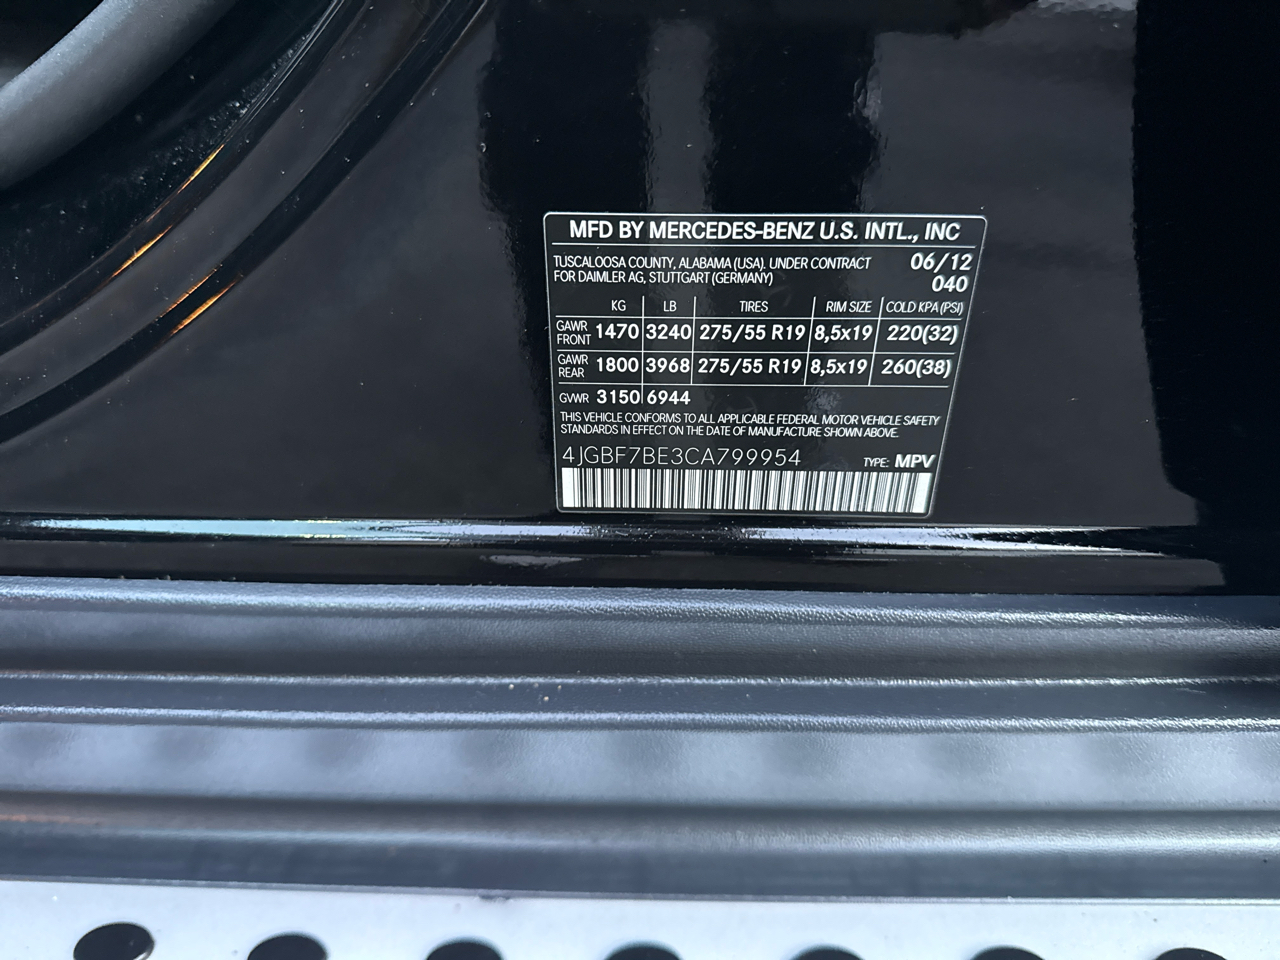 MFD BY MERCEDES-BENZ U.S. INTL., INC
TUSCALOOSA COUNTY, ALABAMA (USA). UNDER CONTRACT 06/12
FOR DAIMLER AG, STUTTGART (GERMANY) 040
KG LB TIRES RIM SIZE COLD KPA (PSI)
GAWR FRONT 1470 3240 275/55 R19 8,5x19 220(32)
GAWR REAR 1800 3968 275/55 R19 8,5x19 260(38)
GVWR 3150 6944
THIS VEHICLE CONFORMS TO ALL APPLICABLE FEDERAL MOTOR VEHICLE SAFETY
STANDARDS IN EFFECT ON THE DATE OF MANUFACTURE SHOWN ABOVE.
4JGBF7BE3CA799954 TYPE: MPV